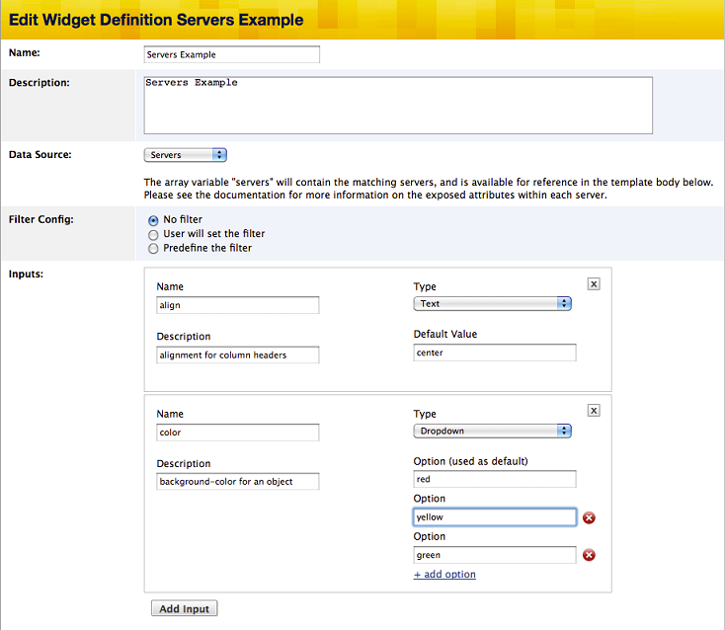 Edit Widget Definition Servers Example
Name:
Servers Example
Description:
Servers Example
Data Source:
Servers
The array variable "servers" will contain the matching servers, and is available for reference in the template body below.
Please see the documentation for more information on the exposed attributes within each server.
Filter Config:
No filter
User will set the filter
Predefine the filter
Inputs:
x
Name
Type
align
Text
Description
Default Value
alignment for column headers
center
x
Name
Type
color
Dropdown
Description
Option (used as default)
background-color for an object
red
Option
yellow
Option
green
+ add option
Add Input